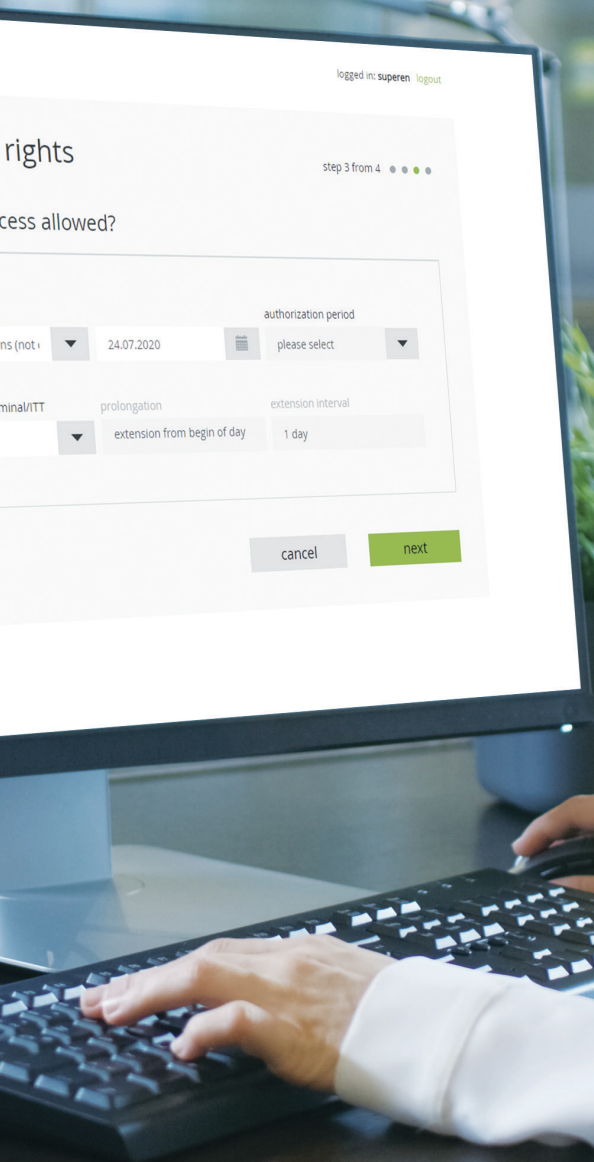 logged in: superen logout
rights
step 3 from 4
cess allowed?
authorization period
ns (not 24.07.2020 please select
minal/ITT prolongation extension interval
extension from begin of day 1 day
cancel next